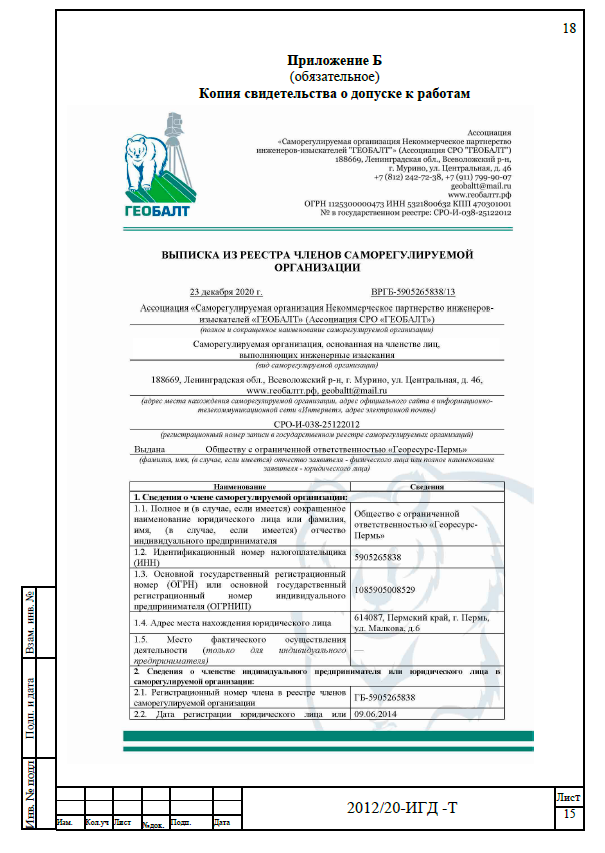 18
Приложение Б
(обязательное)
Копия свидетельства о допуске к работам
ГЕОБАЛТ
Ассоциация
«Саморегулируемая организация Некоммерческое партнерство
инженеров-изыскателей "ГЕОБАЛТ"» (Ассоциация СРО "ГЕОБАЛТ")
188669, Ленинградская обл., Всеволожский р-н,
г. Мурино, ул. Центральная, д. 46
+7 (812) 242-72-38, +7 (911) 799-90-07
geobaltt@mail.ru
www.геобалтт.рф
ОГРН 1125300000473 ИНН 5321800632 КПП 470301001
№ в государственном реестре: СРО-И-038-25122012
ВЫПИСКА ИЗ РЕЕСТРА ЧЛЕНОВ САМОРЕГУЛИРУЕМОЙ
ОРГАНИЗАЦИИ
23 декабря 2020 г. ВРГБ-5905265838/13
Ассоциация «Саморегулируемая организация Некоммерческое партнерство инженеров-
изыскателей «ГЕОБАЛТ» (Ассоциация СРО «ГЕОБАЛТ»)
(полное и сокращенное наименование саморегулируемой организации)
Саморегулируемая организация, основанная на членстве лиц,
выполняющих инженерные изыскания
(вид саморегулируемой организации)
188669, Ленинградская обл., Всеволожский р-н, г. Мурино, ул. Центральная, д. 46,
www.геобалтт.рф, geobaltt@mail.ru
(адрес места нахождения саморегулируемой организации, адрес официального сайта в информационно-
телекоммуникационной сети «Интернет», адрес электронной почты)
СРО-И-038-25122012
(регистрационный номер записи в государственном реестре саморегулируемых организаций)
Выдана Обществу с ограниченной ответственностью «Георесурс-Пермь»
(фамилия, имя, (в случае, если имеется) отчество заявителя - физического лица или полное наименование
заявителя - юридического лица)
Наименование Сведения
1. Сведения о члене саморегулируемой организации:
1.1. Полное и (в случае, если имеется) сокращенное
наименование юридического лица или фамилия,
имя, (в случае, если имеется) отчество
индивидуального предпринимателя
Общество с ограниченной
ответственностью «Георесурс-
Пермь»
1.2. Идентификационный номер налогоплательщика
(ИНН)
5905265838
1.3. Основной государственный регистрационный
номер (ОГРН) или основной государственный
регистрационный номер индивидуального
предпринимателя (ОГРНИП)
1085905008529
1.4. Адрес места нахождения юридического лица
614087, Пермский край, г. Пермь,
ул. Малкова, д.6
1.5. Место фактического осуществления
деятельности (только для индивидуального
предпринимателя)
—
2. Сведения о членстве индивидуального предпринимателя или юридического лица в
саморегулируемой организации:
2.1. Регистрационный номер члена в реестре членов
саморегулируемой организации
ГБ-5905265838
2.2. Дата регистрации юридического лица или
09.06.2014
Взам. инв. №
Подп. и дата
Инв. № подл
Изм. Кол.уч Лист №док. Подп. Дата
2012/20-ИГД -Т
Лист
15